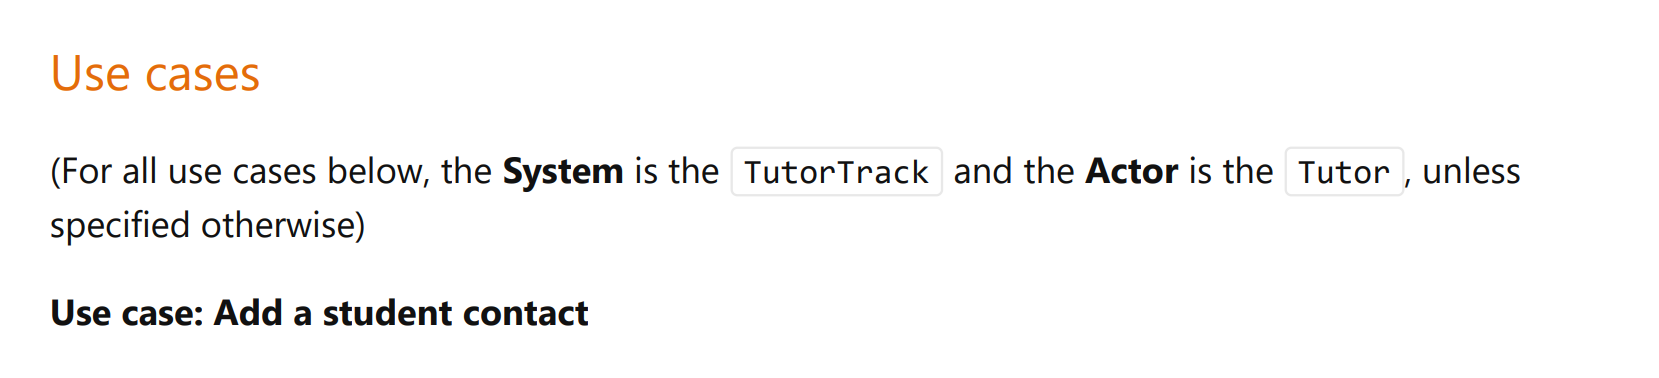 Use cases
(For all use cases below, the System is the TutorTrack and the Actor is the Tutor, unless
specified otherwise)
Use case: Add a student contact